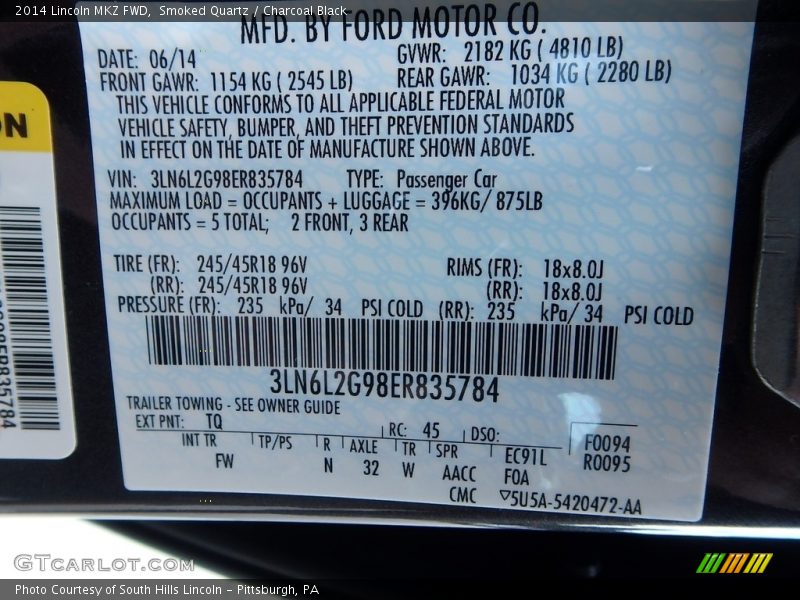 2014 Lincoln MKZ FWD, Smoked Quartz / Charcoal Black
MFD. BY FORD MOTOR CO.
DATE: 06/14 GVWR: 2182 KG ( 4810 LB)
FRONT GAWR: 1154 KG ( 2545 LB) REAR GAWR: 1034 KG ( 2280 LB)
THIS VEHICLE CONFORMS TO ALL APPLICABLE FEDERAL MOTOR
VEHICLE SAFETY, BUMPER, AND THEFT PREVENTION STANDARDS
IN EFFECT ON THE DATE OF MANUFACTURE SHOWN ABOVE.
VIN: 3LN6L2G98ER835784 TYPE: Passenger Car
MAXIMUM LOAD = OCCUPANTS + LUGGAGE = 396KG/ 875LB
OCCUPANTS = 5 TOTAL; 2 FRONT, 3 REAR
TIRE (FR): 245/45R18 96V RIMS (FR): 18x8.0J
(RR): 245/45R18 96V (RR): 18x8.0J
PRESSURE (FR): 235 kPa/ 34 PSI COLD (RR): 235 kPa/ 34 PSI COLD
3LN6L2G98ER835784
TRAILER TOWING - SEE OWNER GUIDE
EXT PNT: TQ RC: 45 DSO: F0094
INT TR TP/PS R AXLE TR SPR EC91L R0095
FW N 32 W AACC FOA
CMC ▽5U5A-5420472-AA
ON
GTCarLot.com
Photo Courtesy of South Hills Lincoln - Pittsburgh, PA